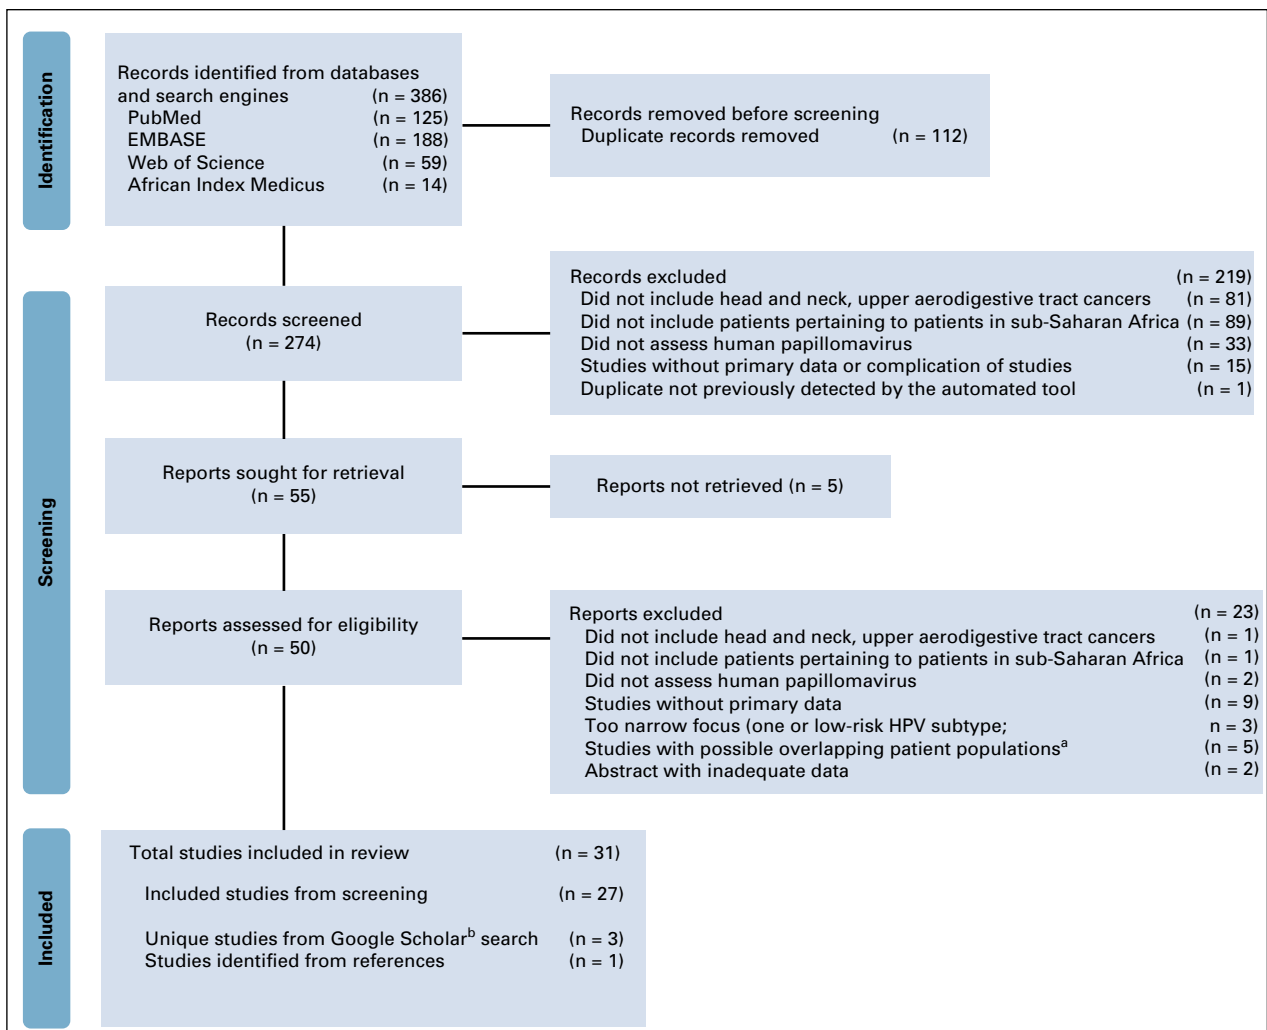 Identification
Records identified from databases
and search engines (n = 386)
PubMed (n = 125)
EMBASE (n = 188)
Web of Science (n = 59)
African Index Medicus (n = 14)
Records removed before screening
Duplicate records removed (n = 112)
Screening
Records screened
(n = 274)
Records excluded (n = 219)
Did not include head and neck, upper aerodigestive tract cancers (n = 81)
Did not include patients pertaining to patients in sub-Saharan Africa (n = 89)
Did not assess human papillomavirus (n = 33)
Studies without primary data or complication of studies (n = 15)
Duplicate not previously detected by the automated tool (n = 1)
Reports sought for retrieval
(n = 55)
Reports not retrieved (n = 5)
Reports assessed for eligibility
(n = 50)
Reports excluded (n = 23)
Did not include head and neck, upper aerodigestive tract cancers (n = 1)
Did not include patients pertaining to patients in sub-Saharan Africa (n = 1)
Did not assess human papillomavirus (n = 2)
Studies without primary data (n = 9)
Too narrow focus (one or low-risk HPV subtype; n = 3)
Studies with possible overlapping patient populationsa (n = 5)
Abstract with inadequate data (n = 2)
Included
Total studies included in review (n = 31)
Included studies from screening (n = 27)
Unique studies from Google Scholarb search (n = 3)
Studies identified from references (n = 1)